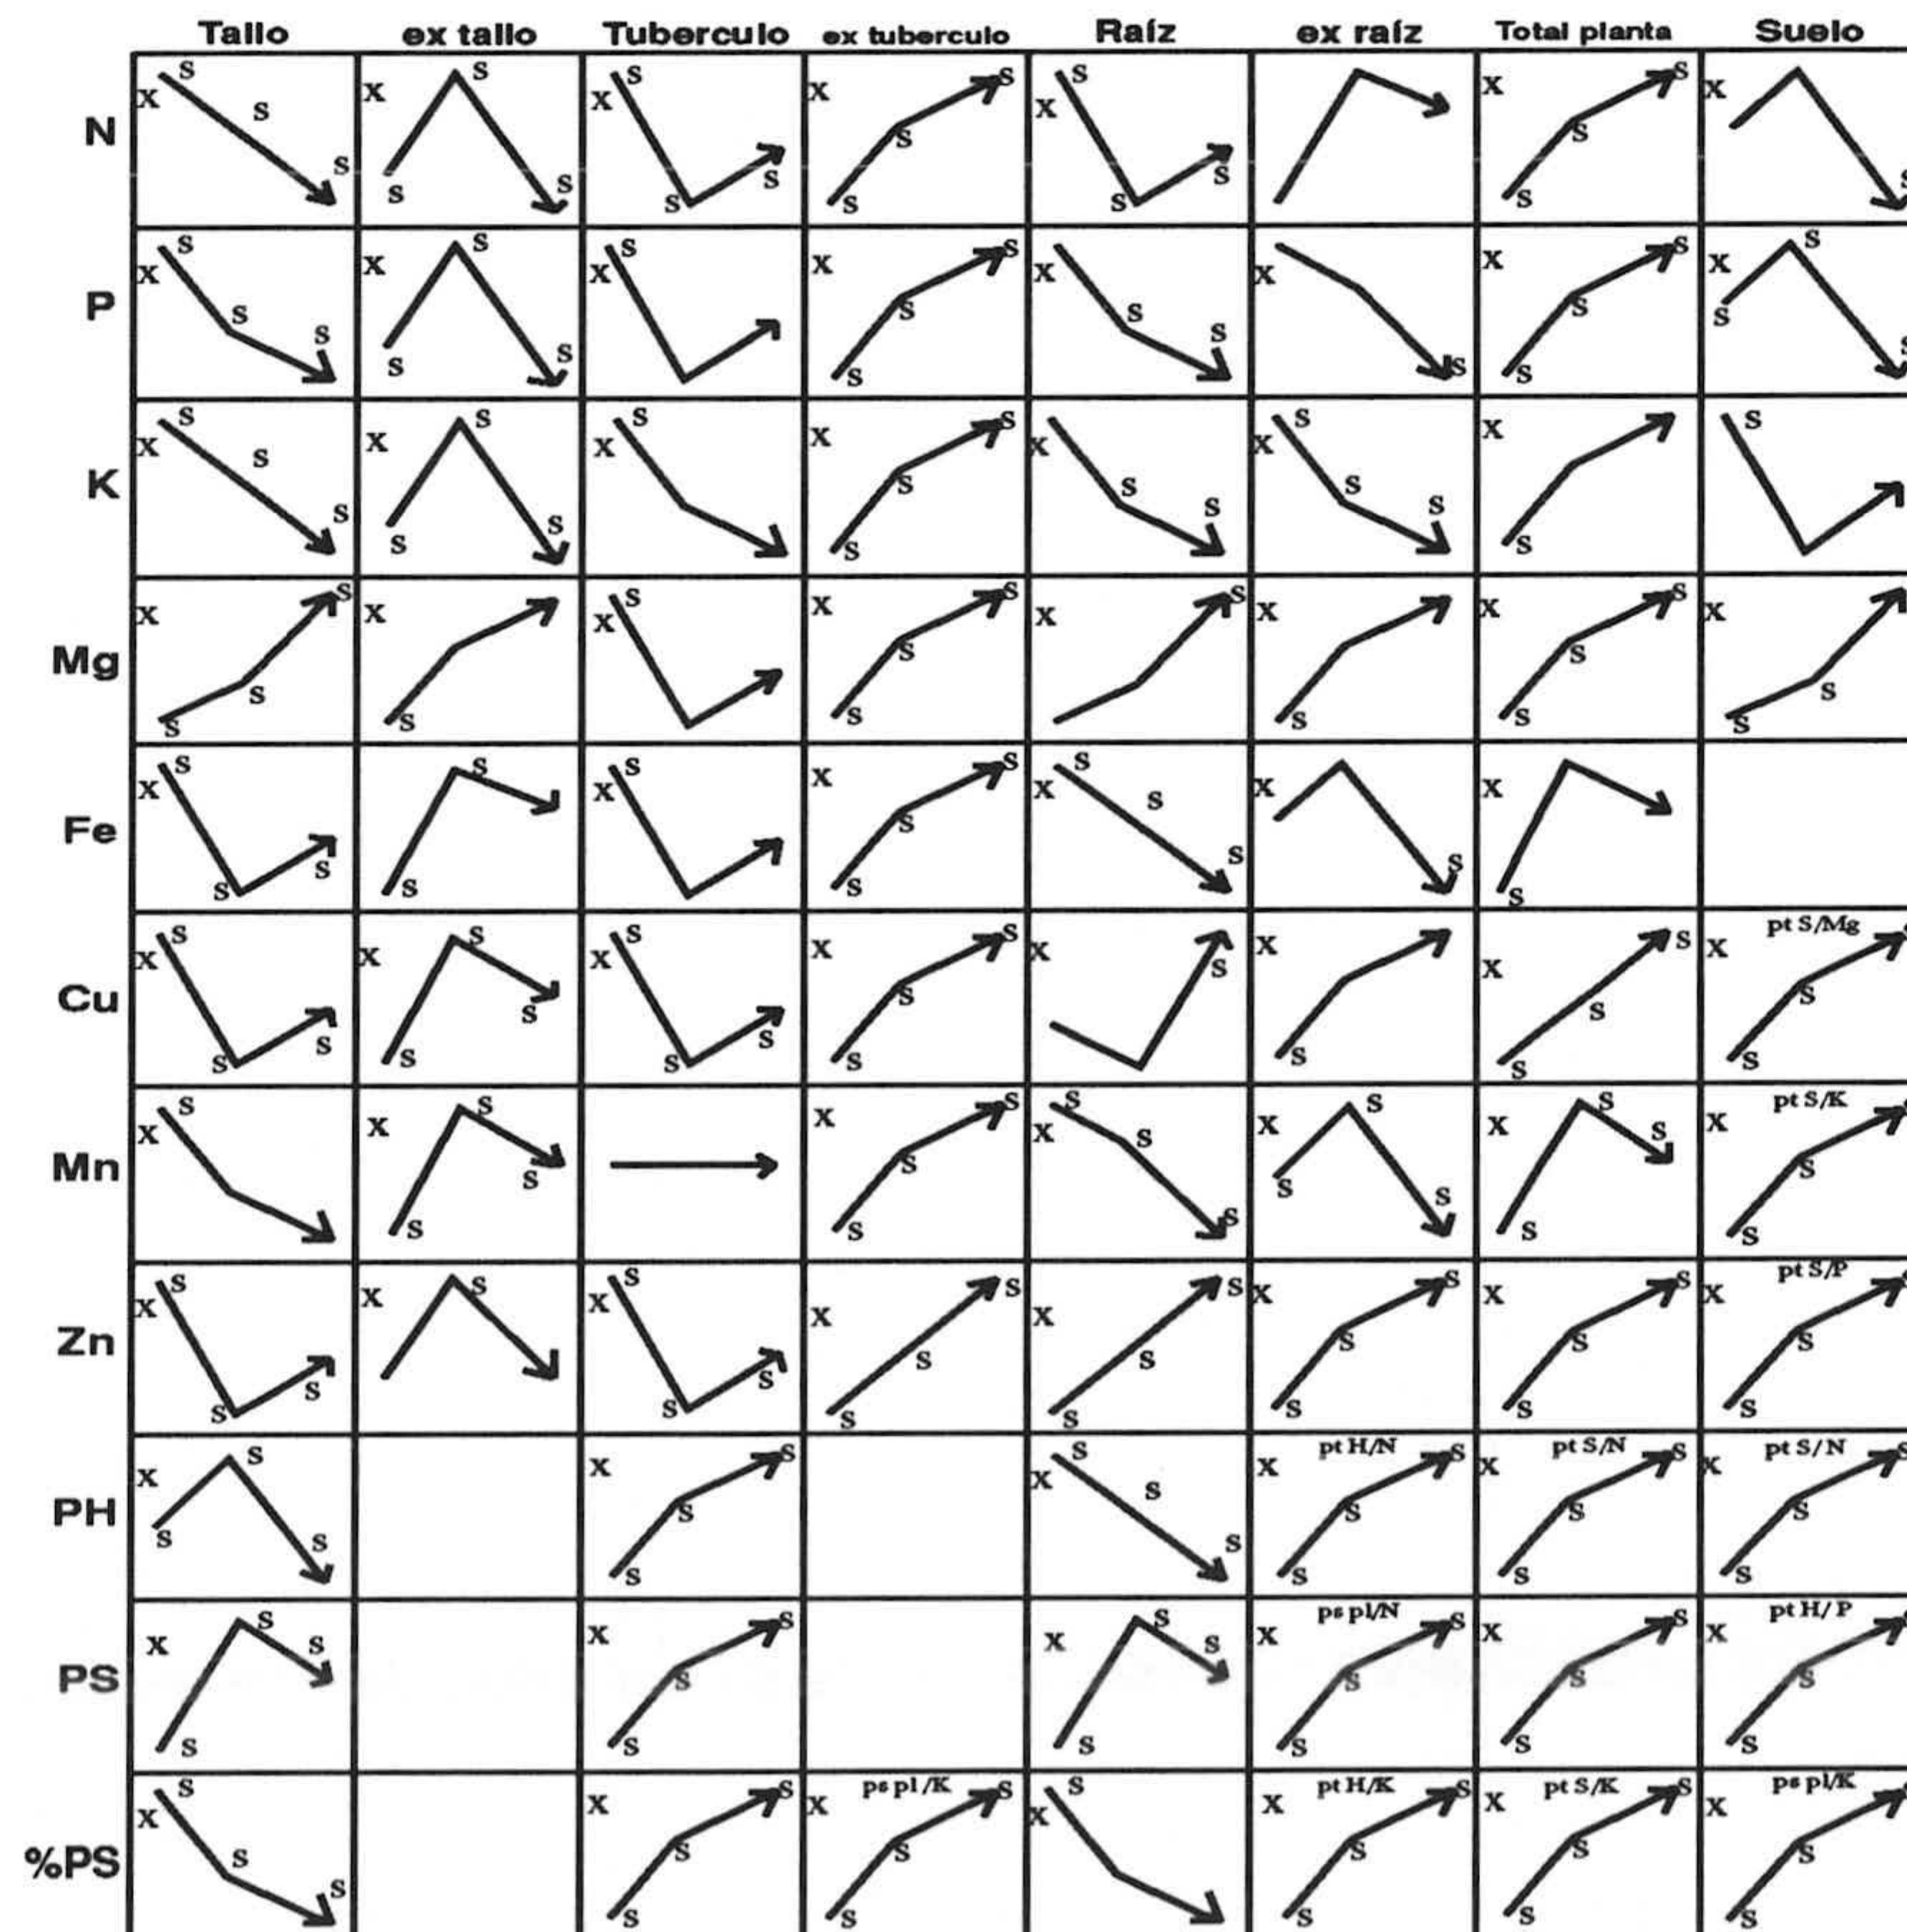 Tallo ex tallo Tuberculo ex tuberculo Raíz ex raíz Total planta Suelo
N X S S S X S S S X S S S X S S S X S S S X S S S X S
P X S S S X S S S X S X S S S X S S X S X S S S X S S S
K X S S S X S S S X S X S S S X S S X S S S X S S
Mg X S S S X S X S X S S S X S X S X S S S X S S
Fe X S S S S S X S X S S S X S S S X S X S
Cu X S S S X S S S X S S S X S S S X S X S X S S S pt S/Mg X S S S
Mn X S X S S S X S S S X S S S X S S S X S S S pt S/K X S S S
Zn X S S S X S X S S S X S S S X S S S X S S S X S S S pt S/P X S S S
PH X S S S X S S S X S S S pt H/N X S S S pt S/N X S S S pt S/N X S S S
PS X S S S X S S S X S S S ps pl/N X S S S X S S S pt H/P X S S S
%PS X S S S X S S S ps pl/K X S S S X S pt H/K X S S S pt S/K X S S S ps pl/K X S S S